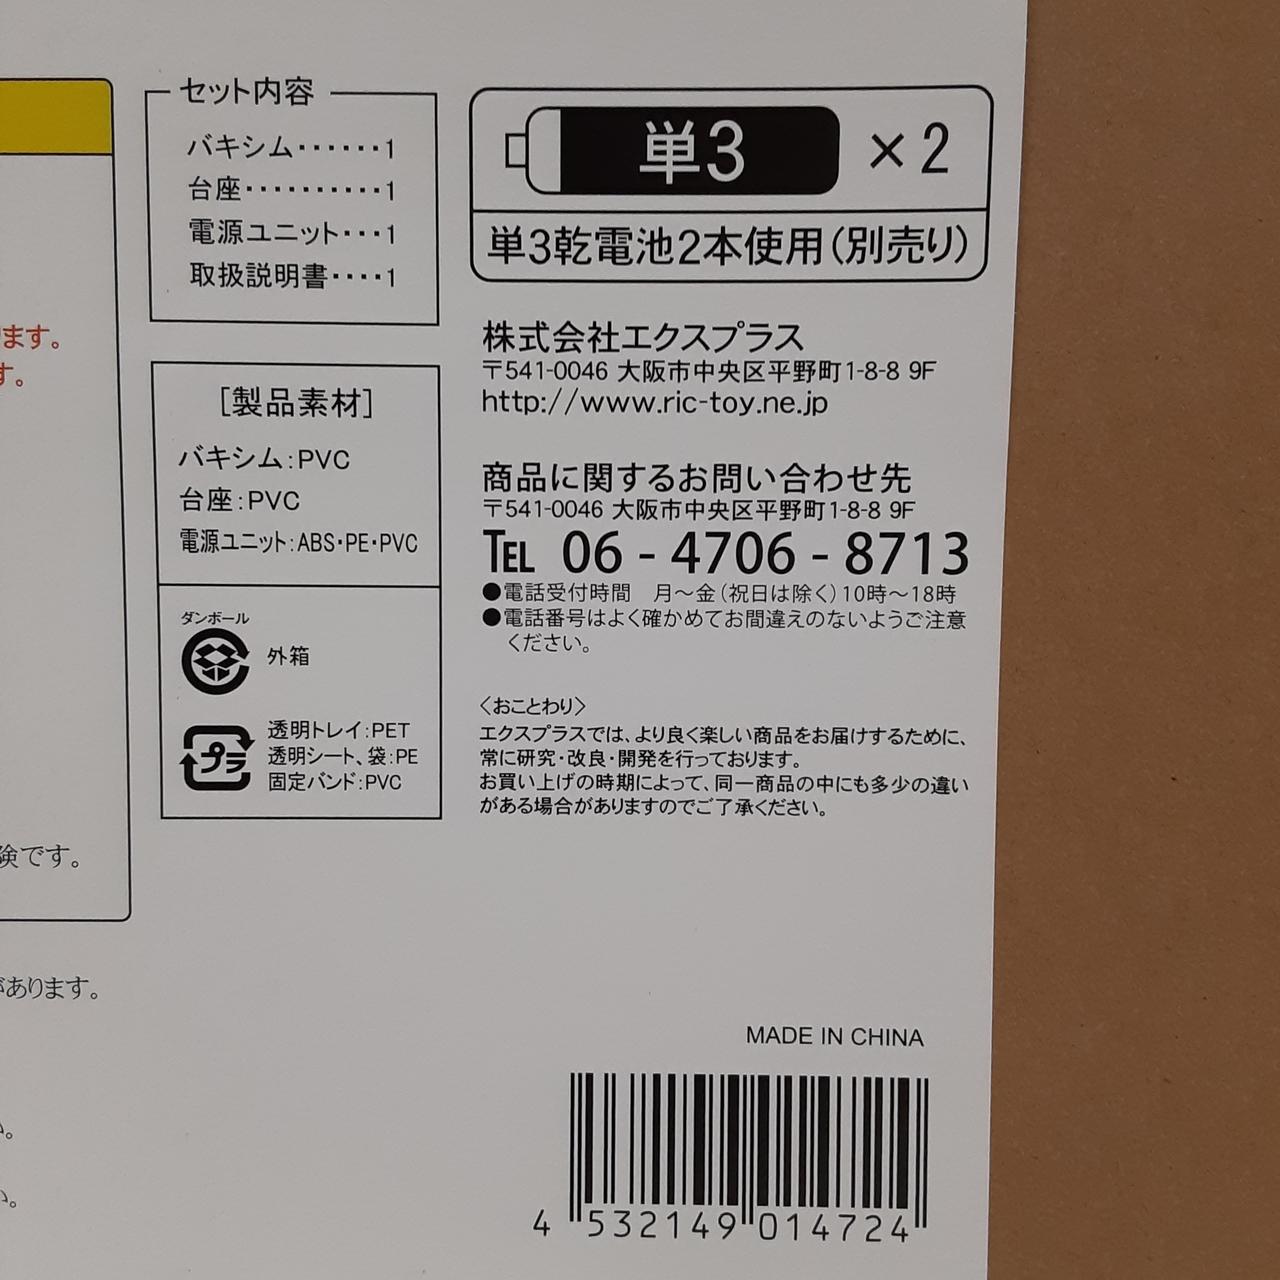 ます。
す。
険です。
があります。
い。
い。
セット内容
バキシム······1
台座··········1
電源ユニット···1
取扱説明書····1
[製品素材]
バキシム:PVC
台座:PVC
電源ユニット:ABS・PE・PVC
ダンボール
外箱
プラ
透明トレイ:PET
透明シート、袋:PE
固定バンド:PVC
単3 ×2
単3乾電池2本使用(別売り)
株式会社エクスプラス
〒541-0046 大阪市中央区平野町1-8-8 9F
http://www.ric-toy.ne.jp
商品に関するお問い合わせ先
〒541-0046 大阪市中央区平野町1-8-8 9F
TEL 06 - 4706 - 8713
●電話受付時間 月〜金(祝日は除く)10時〜18時
●電話番号はよく確かめてお間違えのないようご注意
ください。
〈おことわり〉
エクスプラスでは、より良く楽しい商品をお届けするために、
常に研究・改良・開発を行っております。
お買い上げの時期によって、同一商品の中にも多少の違い
がある場合がありますのでご了承ください。
MADE IN CHINA
4 532149 014724